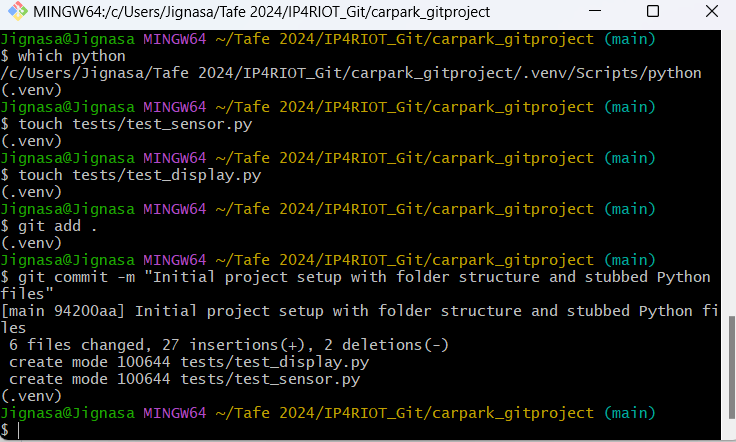 MINGW64:/c/Users/Jignasa/Tafe 2024/IP4RIOT_Git/carpark_gitproject
Jignasa@Jignasa MINGW64 ~/Tafe 2024/IP4RIOT_Git/carpark_gitproject (main)
$ which python
/c/Users/Jignasa/Tafe 2024/IP4RIOT_Git/carpark_gitproject/.venv/Scripts/python
(.venv)
Jignasa@Jignasa MINGW64 ~/Tafe 2024/IP4RIOT_Git/carpark_gitproject (main)
$ touch tests/test_sensor.py
(.venv)
Jignasa@Jignasa MINGW64 ~/Tafe 2024/IP4RIOT_Git/carpark_gitproject (main)
$ touch tests/test_display.py
(.venv)
Jignasa@Jignasa MINGW64 ~/Tafe 2024/IP4RIOT_Git/carpark_gitproject (main)
$ git add .
(.venv)
Jignasa@Jignasa MINGW64 ~/Tafe 2024/IP4RIOT_Git/carpark_gitproject (main)
$ git commit -m "Initial project setup with folder structure and stubbed Python
files"
[main 94200aa] Initial project setup with folder structure and stubbed Python fi
les
 6 files changed, 27 insertions(+), 2 deletions(-)
 create mode 100644 tests/test_display.py
 create mode 100644 tests/test_sensor.py
(.venv)
Jignasa@Jignasa MINGW64 ~/Tafe 2024/IP4RIOT_Git/carpark_gitproject (main)
$